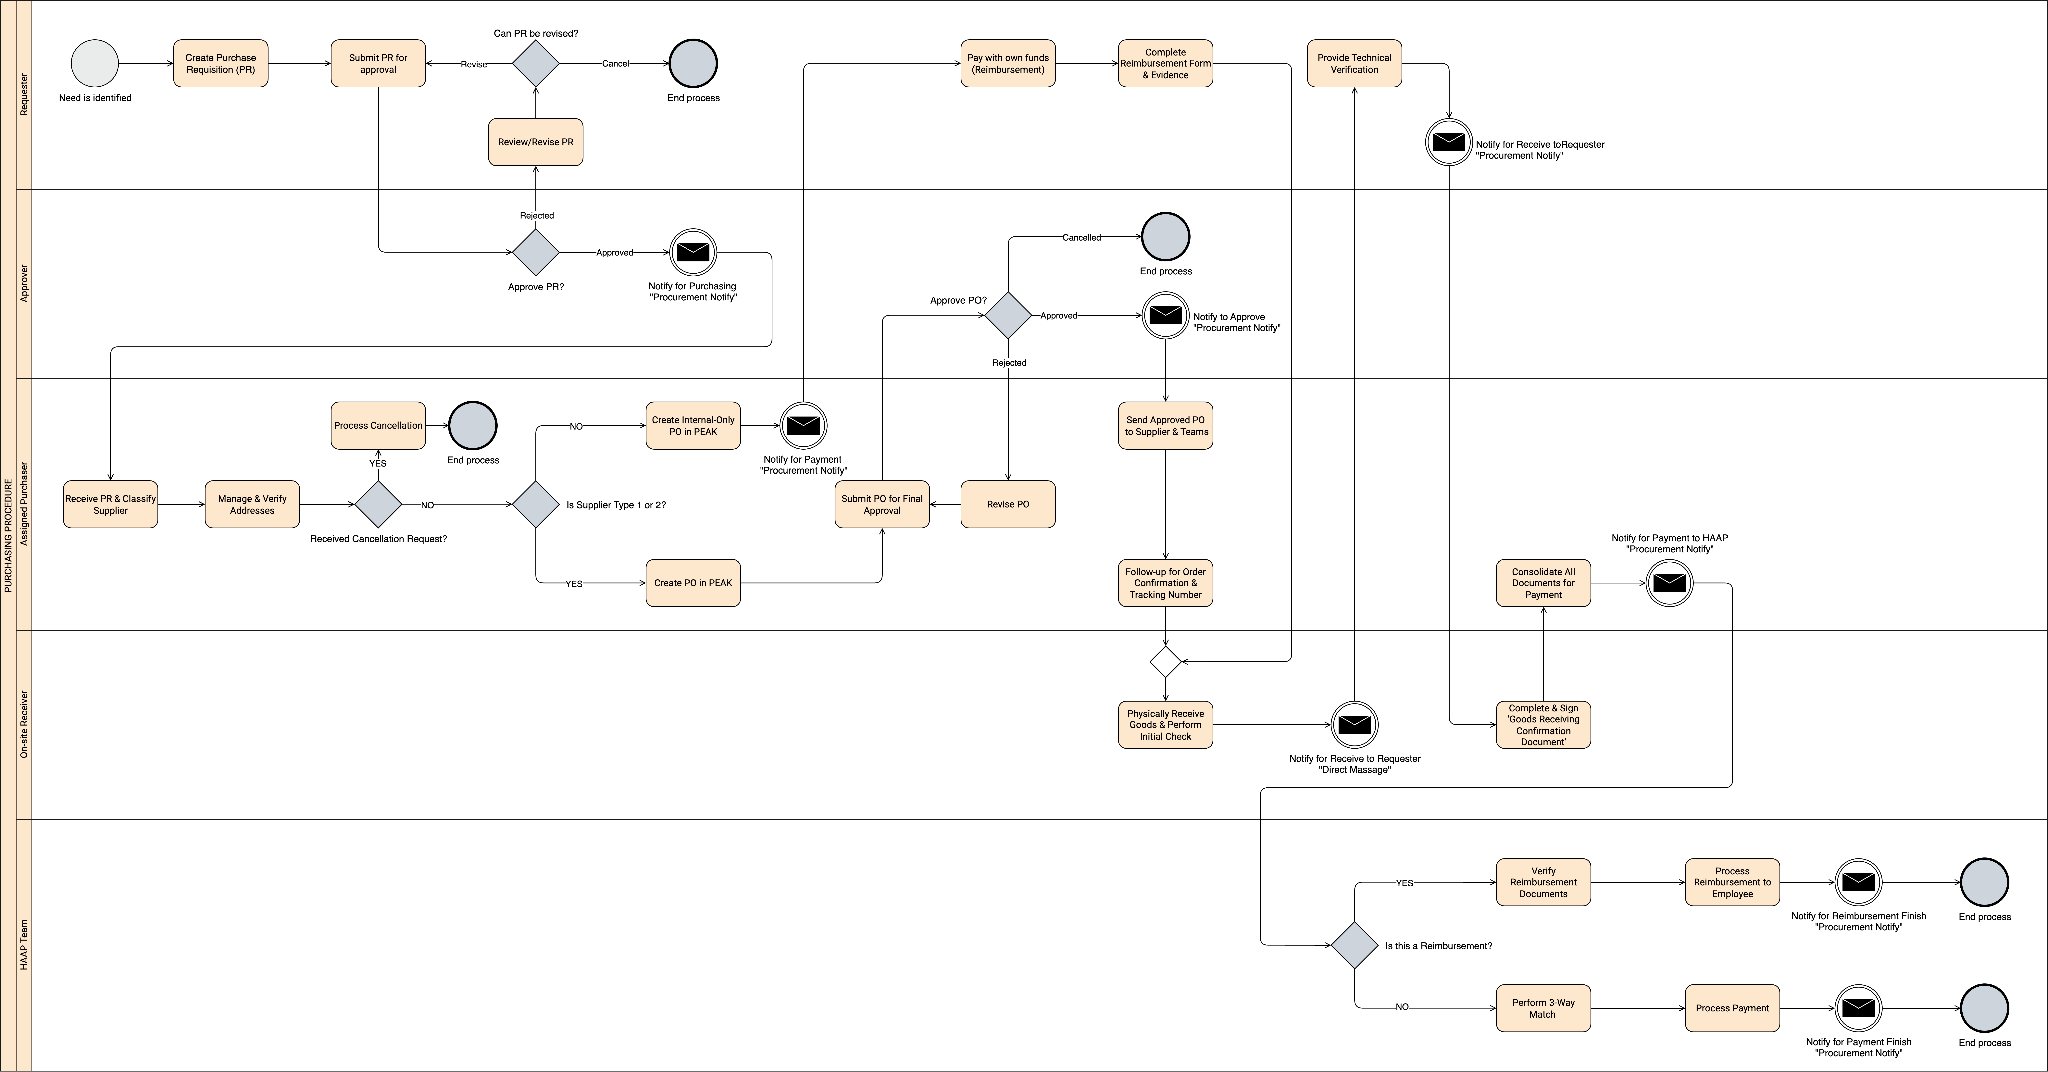 PURCHASING PROCEDURE
Requester
Need is identified
Create Purchase
Requisition (PR)
Submit PR for
approval
Can PR be revised?
Revise
Cancel
End process
Review/Revise PR
Pay with own funds
(Reimbursement)
Complete
Reimbursement Form
& Evidence
Provide Technical
Verification
Notify for Receive toRequester
"Procurement Notify"
Approver
Rejected
Approved
Approve PR?
Notify for Purchasing
"Procurement Notify"
Cancelled
End process
Approve PO?
Approved
Notify to Approve
"Procurement Notify"
Rejected
Assigned Purchaser
Process Cancellation
End process
YES
Receive PR & Classify
Supplier
Manage & Verify
Addresses
NO
Received Cancellation Request?
Is Supplier Type 1 or 2?
NO
Create Internal-Only
PO in PEAK
Notify for Payment
"Procurement Notify"
YES
Create PO in PEAK
Submit PO for Final
Approval
Revise PO
Send Approved PO
to Supplier & Teams
Follow-up for Order
Confirmation &
Tracking Number
Consolidate All
Documents for
Payment
Notify for Payment to HAAP
"Procurement Notify"
On-site Receiver
Physically Receive
Goods & Perform
Initial Check
Notify for Receive to Requester
"Direct Message"
Complete & Sign
'Goods Receiving
Confirmation
Document'
HAAP Team
Is this a Reimbursement?
YES
Verify
Reimbursement
Documents
Process
Reimbursement to
Employee
Notify for Reimbursement Finish
"Procurement Notify"
End process
NO
Perform 3-Way
Match
Process Payment
Notify for Payment Finish
"Procurement Notify"
End process